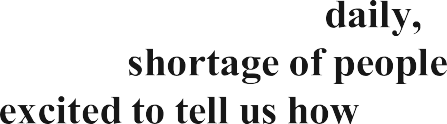 daily,
shortage of people
excited to tell us how